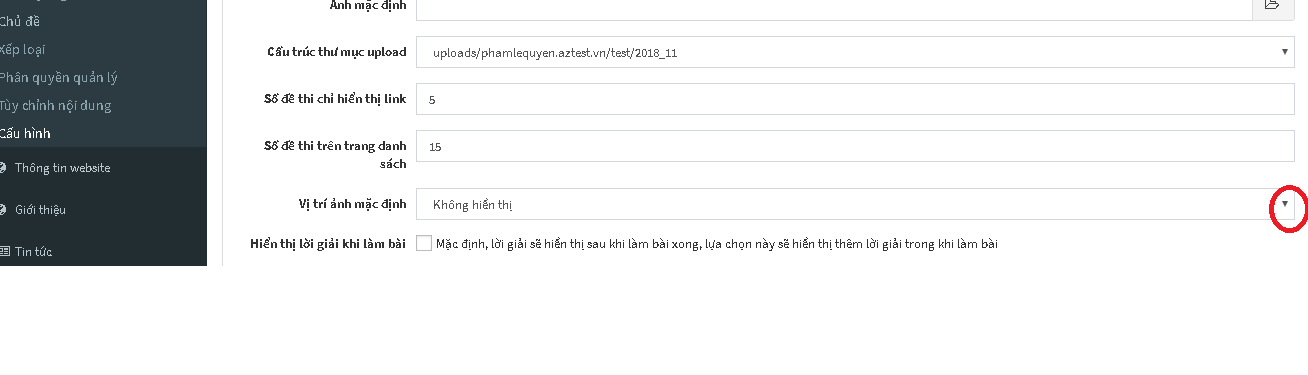 Ảnh mặc định
Chủ đề
Xếp loại
Phân quyền quản lý
Tùy chỉnh nội dung
Cấu hình
Thông tin website
Giới thiệu
Tin tức
Cấu trúc thư mục upload
uploads/phamlequyen.aztest.vn/test/2018_11
Số đề thi chỉ hiển thị link
5
Số đề thi trên trang danh
sách
15
Vị trí ảnh mặc định
Không hiển thị
Hiển thị lời giải khi làm bài
Mặc định, lời giải sẽ hiển thị sau khi làm bài xong, lựa chọn này sẽ hiển thị thêm lời giải trong khi làm bài